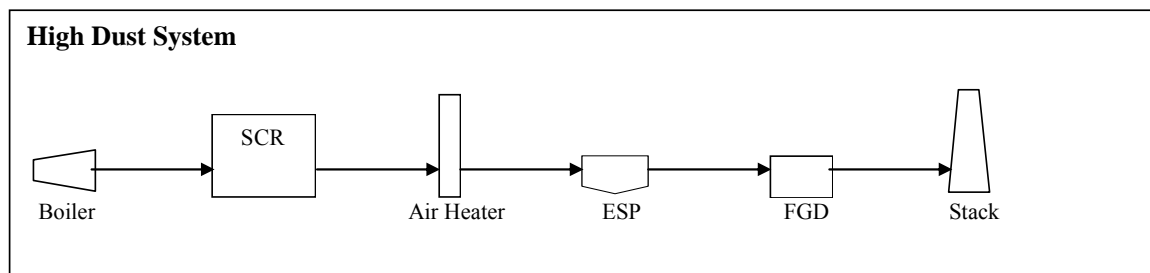 High Dust System
SCR
Boiler
Air Heater
ESP
FGD
Stack